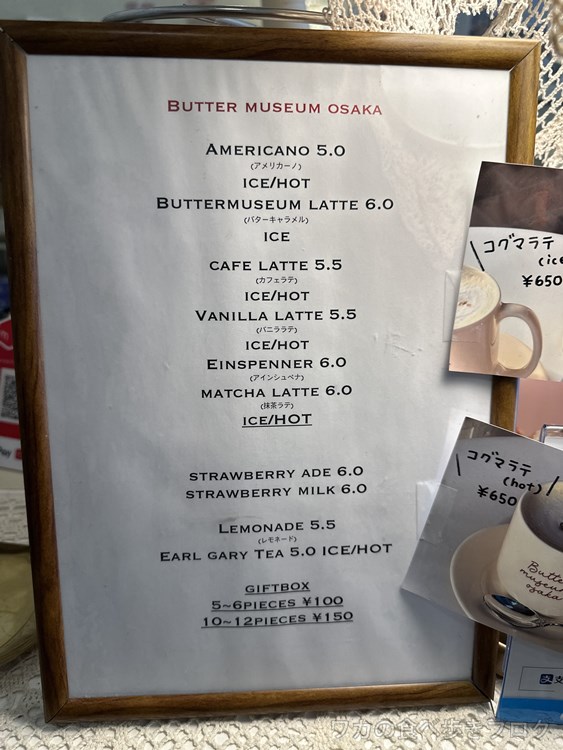 BUTTER MUSEUM OSAKA
AMERICANO 5.0
(アメリカーノ)
ICE/HOT
BUTTERMUSEUM LATTE 6.0
(バターキャラメル)
ICE
CAFE LATTE 5.5
(カフェラテ)
ICE/HOT
VANILLA LATTE 5.5
(バニララテ)
ICE/HOT
EINSPENNER 6.0
(アインシュペナ)
MATCHA LATTE 6.0
(抹茶ラテ)
ICE/HOT
STRAWBERRY ADE 6.0
STRAWBERRY MILK 6.0
LEMONADE 5.5
(レモネード)
EARL GARY TEA 5.0 ICE/HOT
GIFTBOX
5~6PIECES ¥100
10~12PIECES ¥150
コグマラテ
(ice
¥650
コグマラテ
(hot)
¥650
Butte
museum
osaka
Pay
支
ワカの食べ歩きブログ